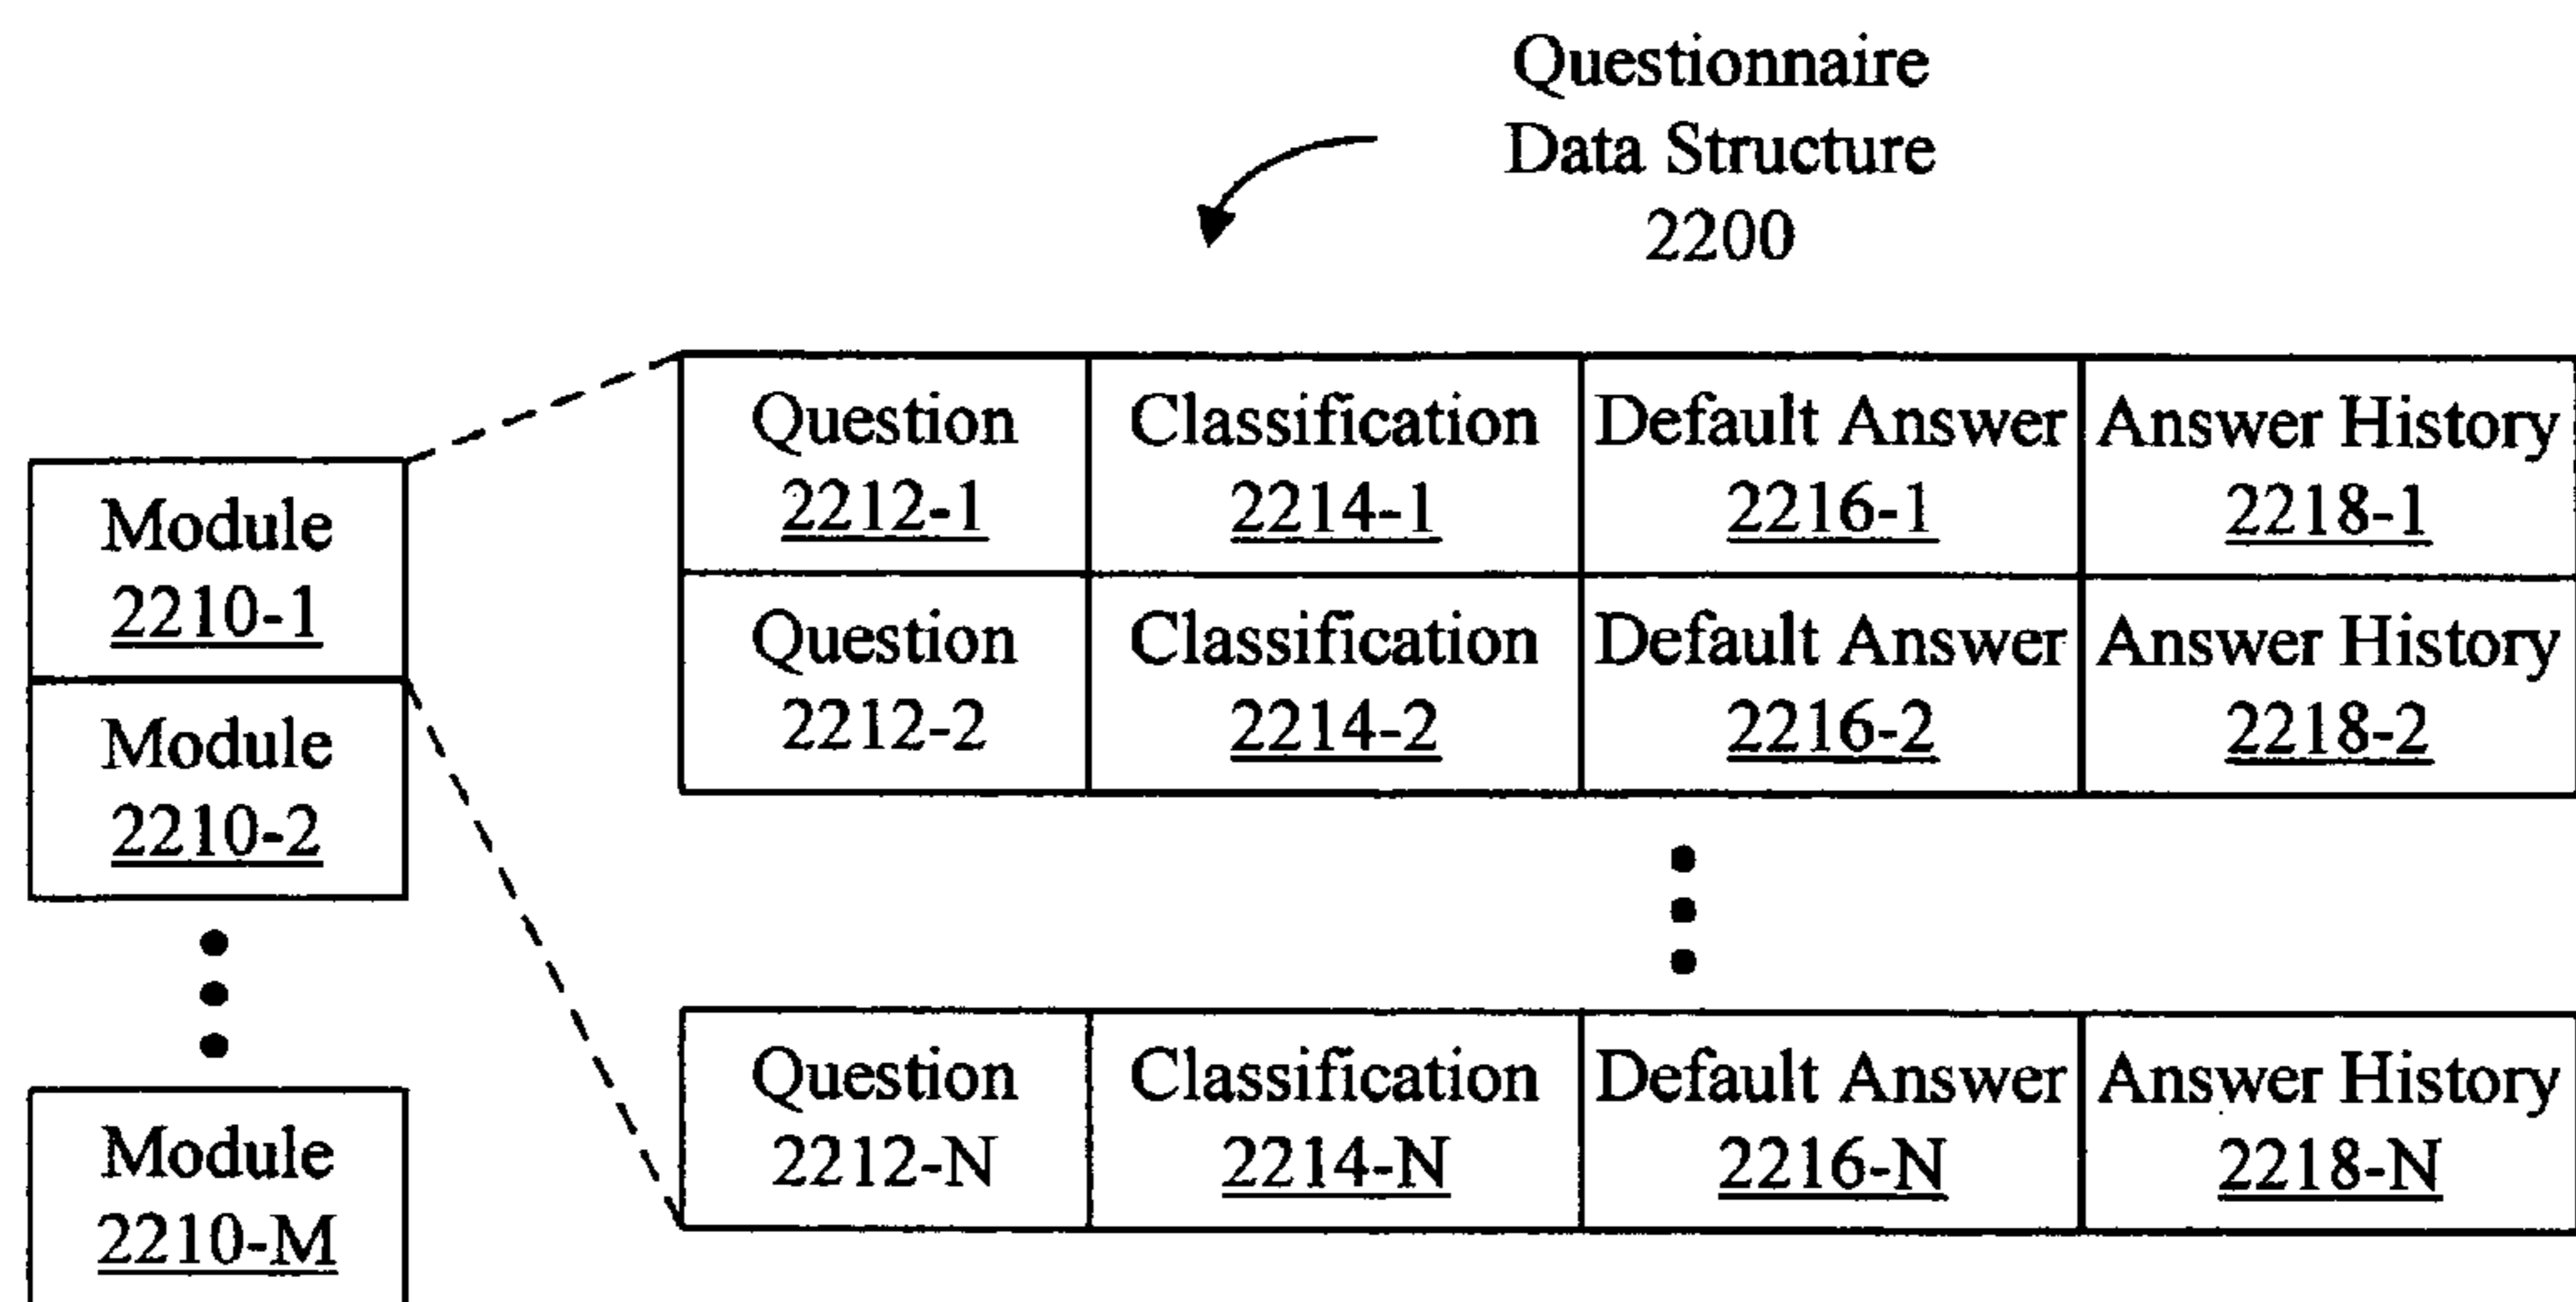 Questionnaire
Data Structure
2200
Module
2210-1
Module
2210-2
Module
2210-M
Question
2212-1
Classification
2214-1
Default Answer
2216-1
Answer History
2218-1
Question
2212-2
Classification
2214-2
Default Answer
2216-2
Answer History
2218-2
Question
2212-N
Classification
2214-N
Default Answer
2216-N
Answer History
2218-N